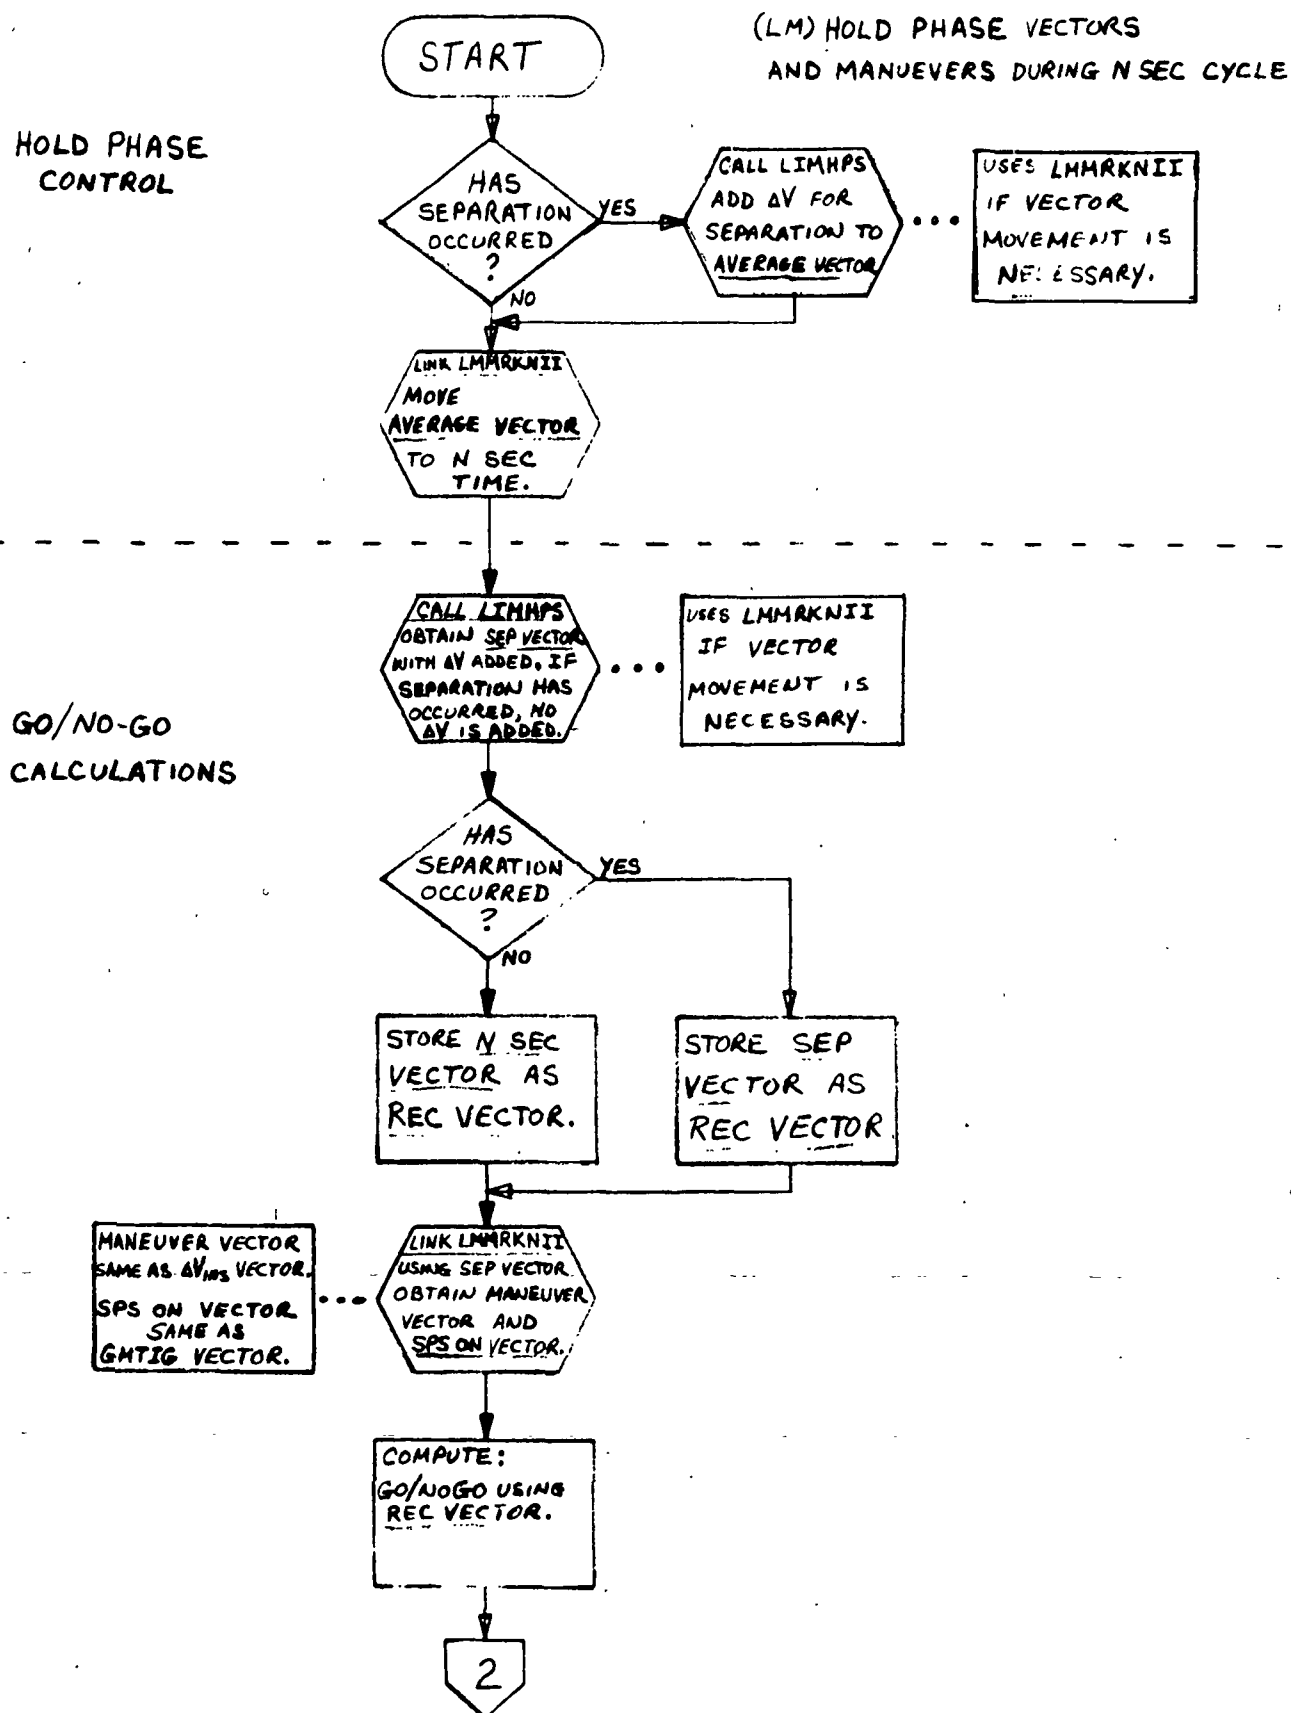 START
(LM) HOLD PHASE VECTORS
AND MANUEVERS DURING N SEC CYCLE
HOLD PHASE
CONTROL
HAS
SEPARATION
OCCURRED
?
YES
NO
CALL LIMHPS
ADD ΔV FOR
SEPARATION TO
AVERAGE VECTOR
USES LMMRKNII
IF VECTOR
MOVEMENT IS
NECESSARY.
LINK LMMRKNII
MOVE
AVERAGE VECTOR
TO N SEC
TIME.
CALL LIMHPS
OBTAIN SEP VECTOR
WITH ΔV ADDED. IF
SEPARATION HAS
OCCURRED, NO
ΔV IS ADDED.
USES LMMRKNII
IF VECTOR
MOVEMENT IS
NECESSARY.
GO/NO-GO
CALCULATIONS
HAS
SEPARATION
OCCURRED
?
YES
NO
STORE N SEC
VECTOR AS
REC VECTOR.
STORE SEP
VECTOR AS
REC VECTOR
MANEUVER VECTOR
SAME AS ΔV VECTOR.
SPS ON VECTOR
SAME AS
GMTIG VECTOR.
LINK LMMRKNII
USING SEP VECTOR
OBTAIN MANEUVER
VECTOR AND
SPS ON VECTOR.
COMPUTE:
GO/NOGO USING
REC VECTOR.
2